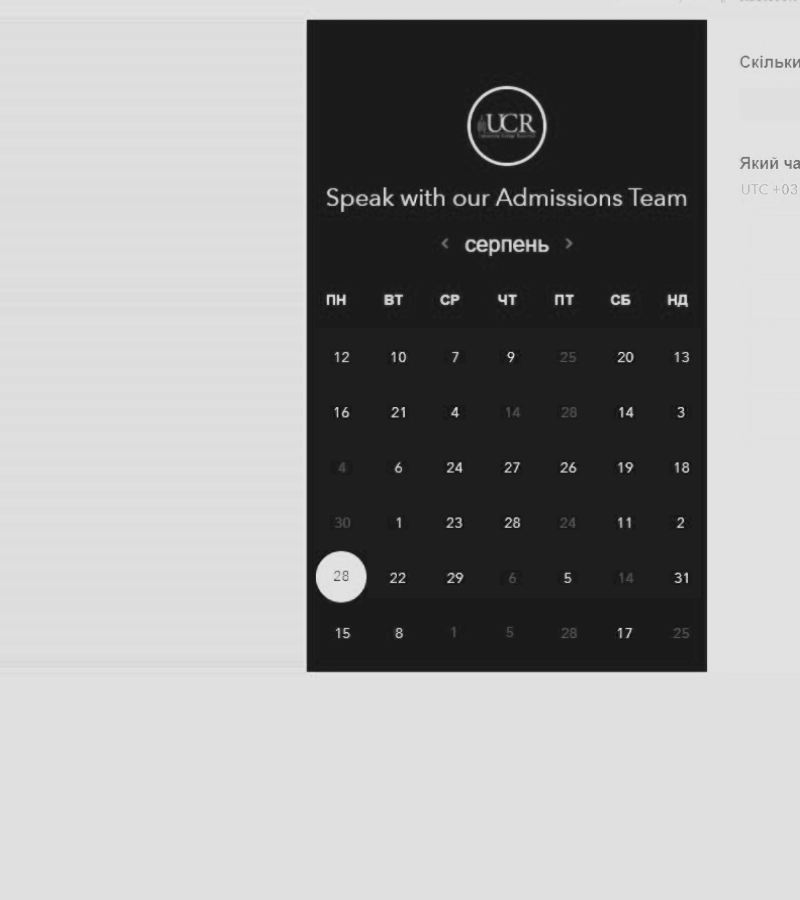 Скільки
UCR
Який ча
UTC +03
Speak with our Admissions Team
< серпень >
ПН ВТ СР ЧТ ПТ СБ НД
12 10 7 9 25 20 13
16 21 4 14 28 14 3
4 6 24 27 26 19 18
30 1 23 28 24 11 2
28 22 29 6 5 14 31
15 8 1 5 28 17 25